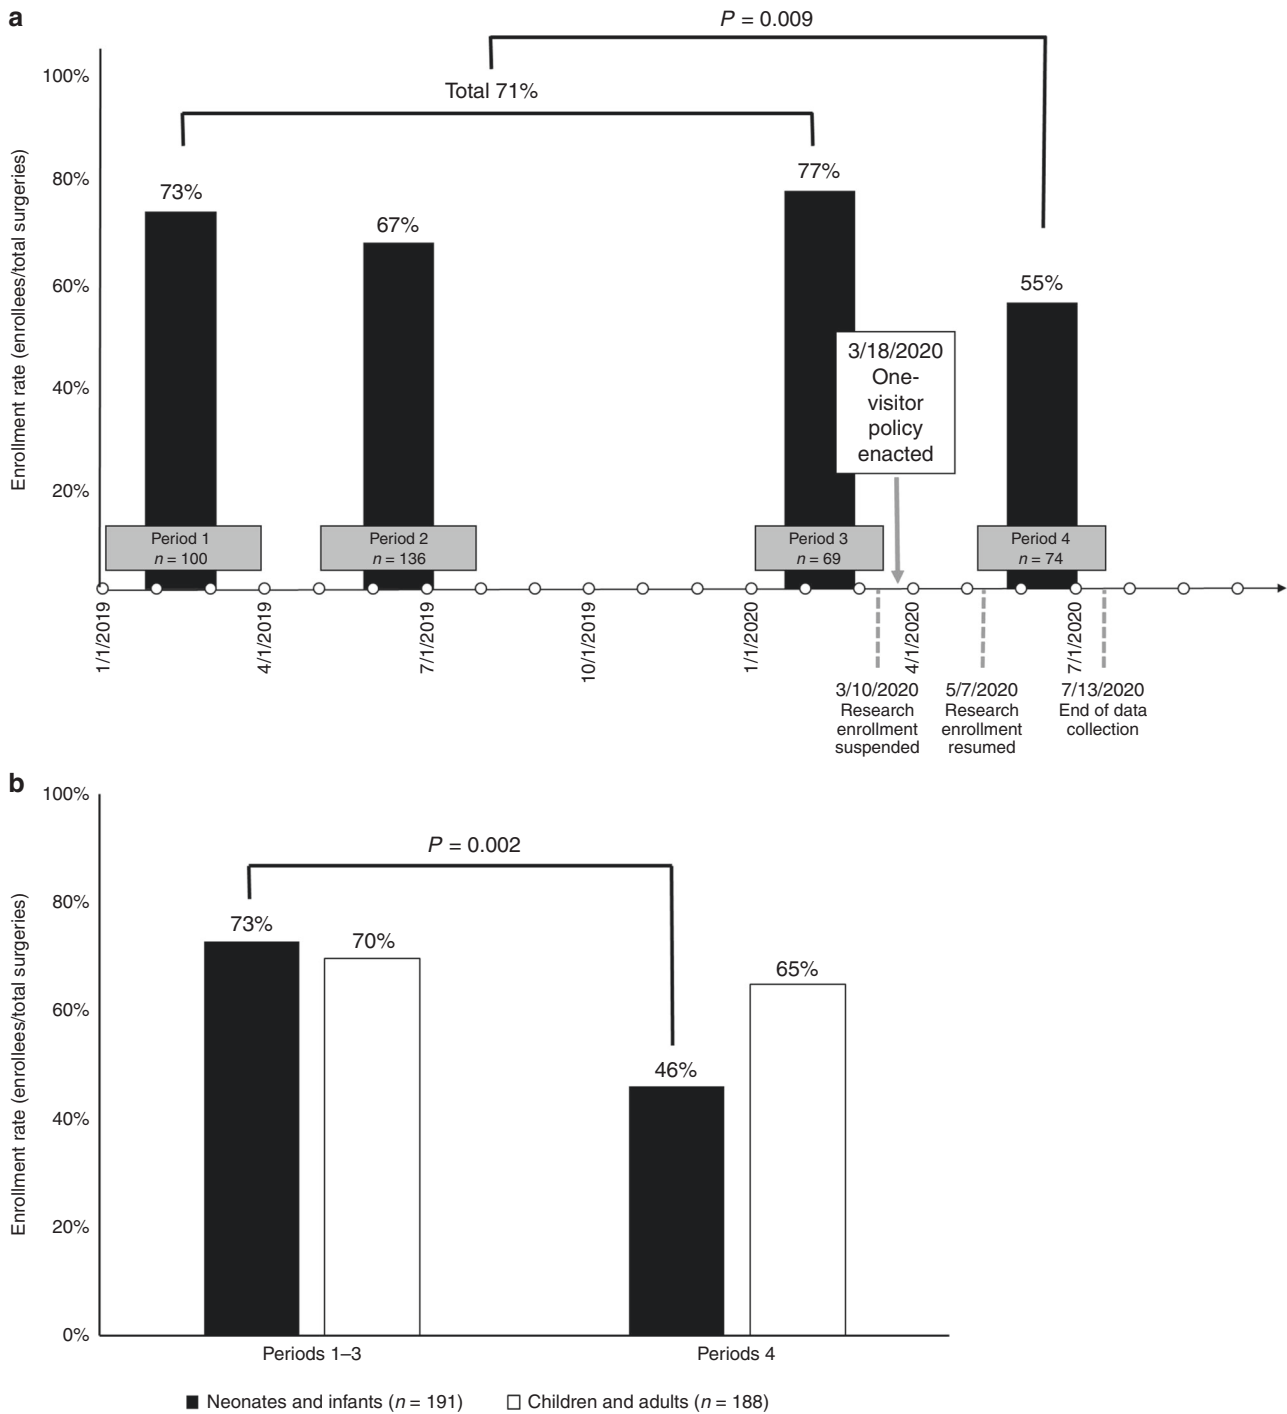 a
P = 0.009
100%
Total 71%
80%
73%
77%
67%
60%
55%
3/18/2020
One-
visitor
policy
enacted
40%
20%
Enrollment rate (enrollees/total surgeries)
Period 1
n = 100
Period 2
n = 136
Period 3
n = 69
Period 4
n = 74
1/1/2019
4/1/2019
7/1/2019
10/1/2019
1/1/2020
4/1/2020
7/1/2020
3/10/2020
Research
enrollment
suspended
5/7/2020
Research
enrollment
resumed
7/13/2020
End of data
collection
b
100%
P = 0.002
80%
73%
70%
65%
60%
46%
40%
20%
0%
Enrollment rate (enrollees/total surgeries)
Periods 1–3
Periods 4
Neonates and infants (n = 191)
Children and adults (n = 188)